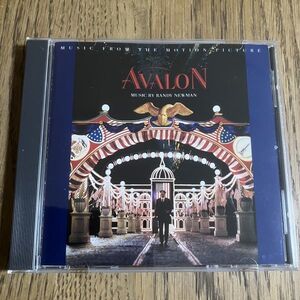 MUSIC FROM THE MOTION PICTURE
AVALON
MUSIC BY RANDY NEWMAN